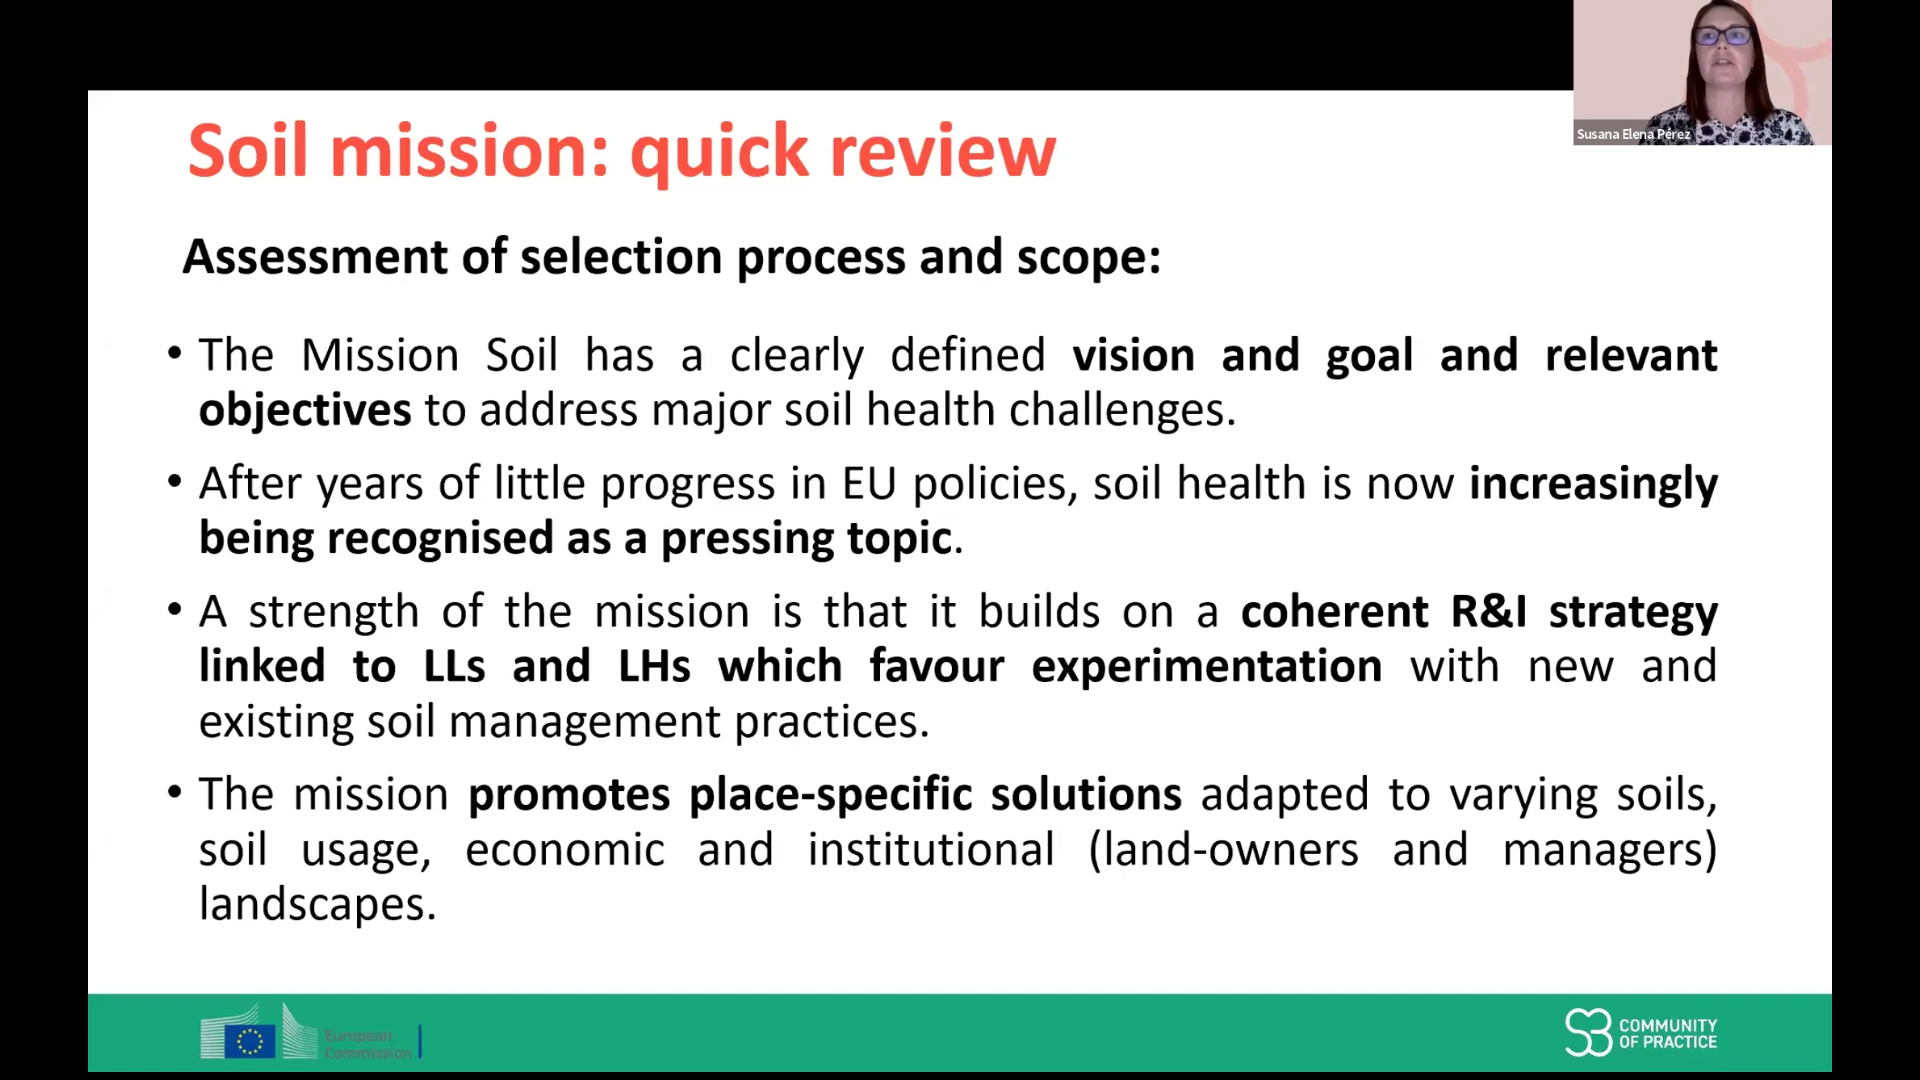 Susana Elena Pérez
Soil mission: quick review
Assessment of selection process and scope:
• The Mission Soil has a clearly defined vision and goal and relevant
objectives to address major soil health challenges.
• After years of little progress in EU policies, soil health is now increasingly
being recognised as a pressing topic.
• A strength of the mission is that it builds on a coherent R&I strategy
linked to LLs and LHs which favour experimentation with new and
existing soil management practices.
• The mission promotes place-specific solutions adapted to varying soils,
soil usage, economic and institutional (land-owners and managers)
landscapes.
European
Commission
S3 COMMUNITY
OF PRACTICE